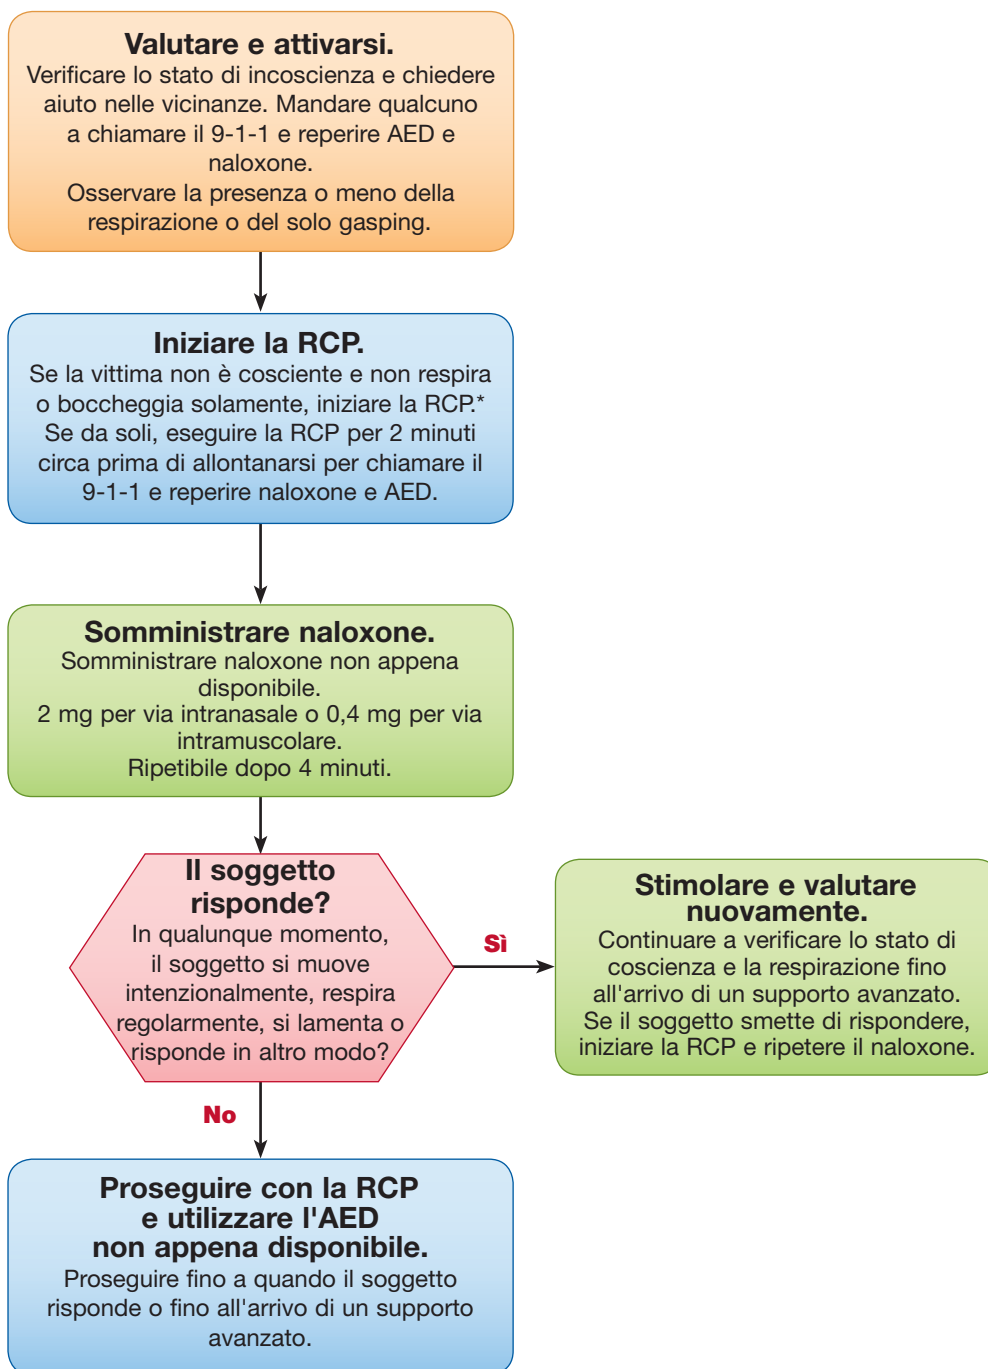 Valutare e attivarsi.
Verificare lo stato di incoscienza e chiedere
aiuto nelle vicinanze. Mandare qualcuno
a chiamare il 9-1-1 e reperire AED e
naloxone.
Osservare la presenza o meno della
respirazione o del solo gasping.
Iniziare la RCP.
Se la vittima non è cosciente e non respira
o boccheggia solamente, iniziare la RCP.*
Se da soli, eseguire la RCP per 2 minuti
circa prima di allontanarsi per chiamare il
9-1-1 e reperire naloxone e AED.
Somministrare naloxone.
Somministrare naloxone non appena
disponibile.
2 mg per via intranasale o 0,4 mg per via
intramuscolare.
Ripetibile dopo 4 minuti.
Il soggetto
risponde?
In qualunque momento,
il soggetto si muove
intenzionalmente, respira
regolarmente, si lamenta o
risponde in altro modo?
Sì
Stimolare e valutare
nuovamente.
Continuare a verificare lo stato di
coscienza e la respirazione fino
all'arrivo di un supporto avanzato.
Se il soggetto smette di rispondere,
iniziare la RCP e ripetere il naloxone.
No
Proseguire con la RCP
e utilizzare l'AED
non appena disponibile.
Proseguire fino a quando il soggetto
risponde o fino all'arrivo di un supporto
avanzato.